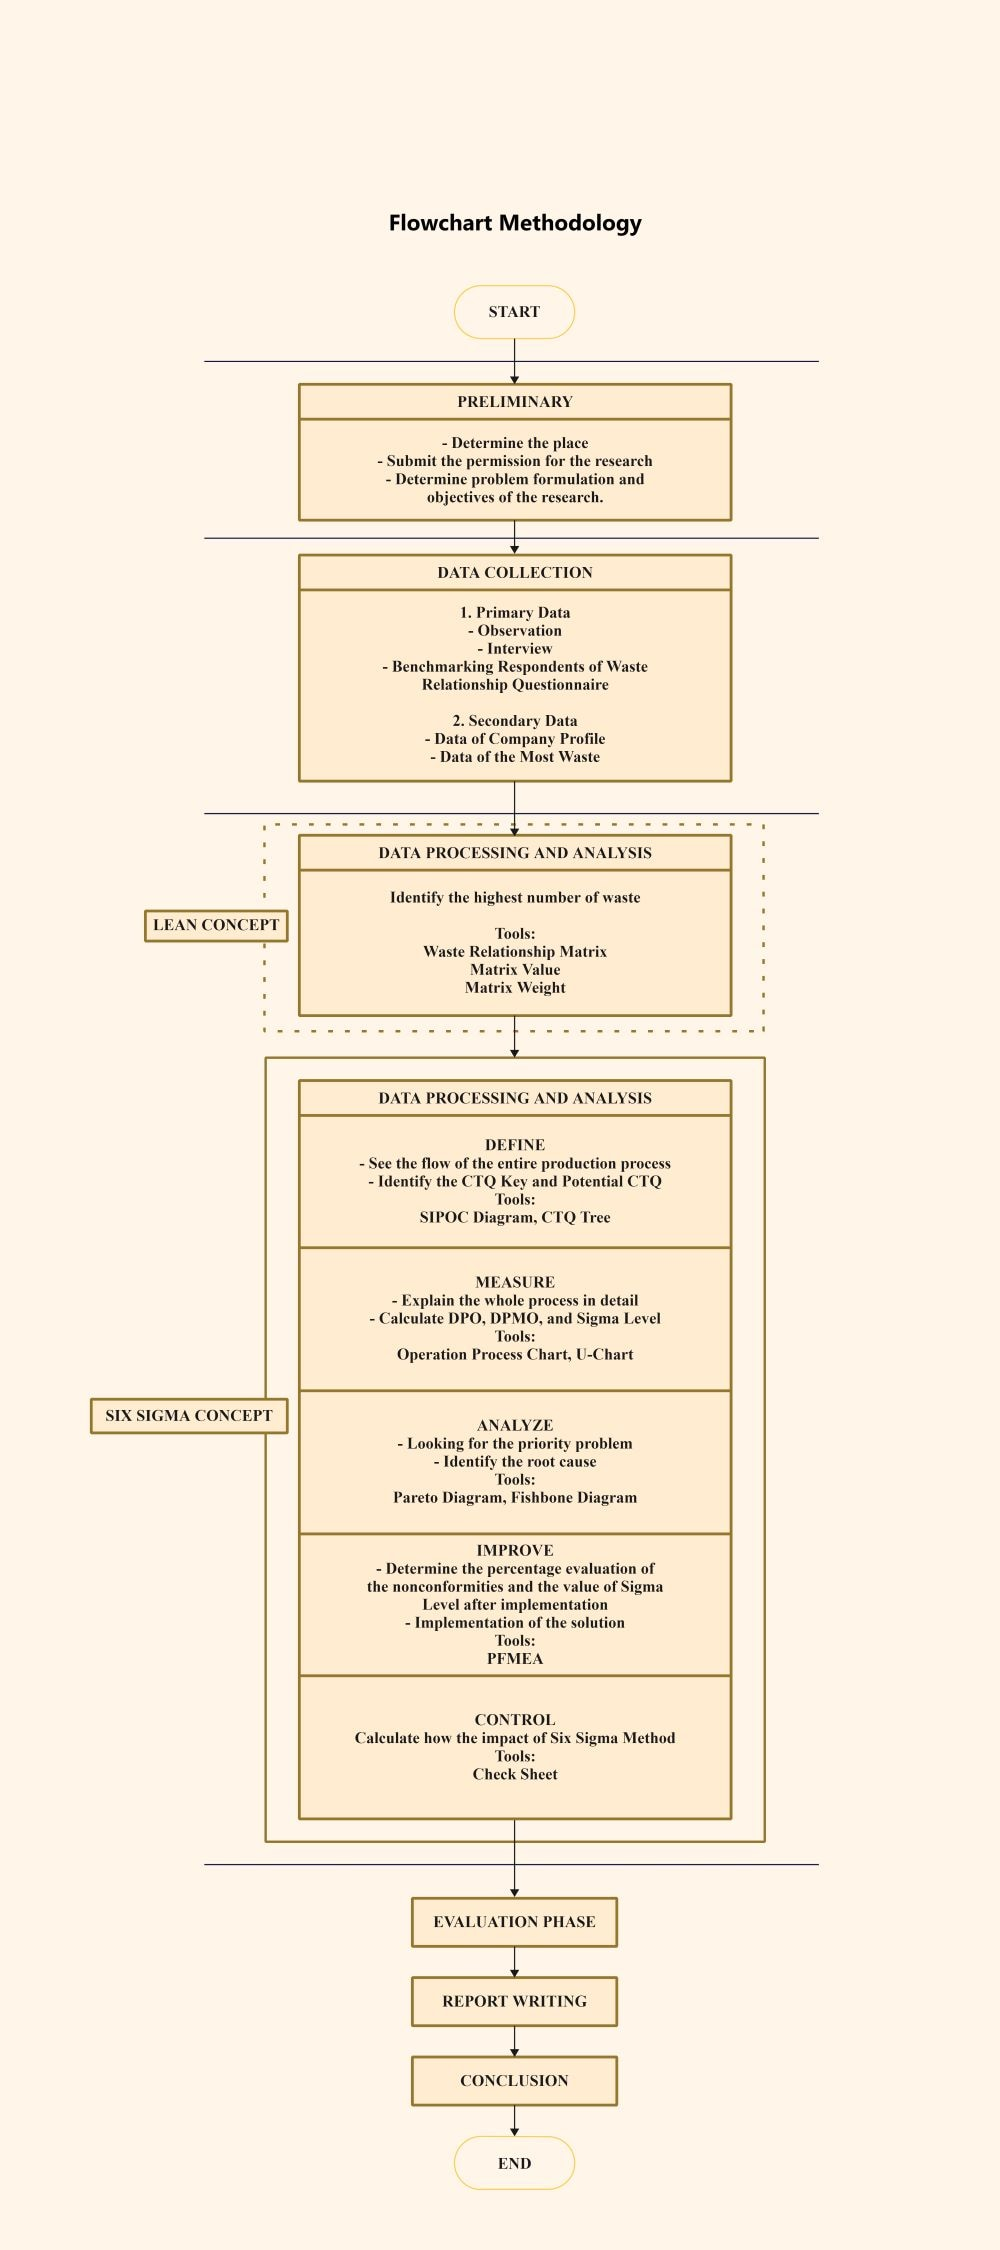 Flowchart Methodology
START
PRELIMINARY
- Determine the place
- Submit the permission for the research
- Determine problem formulation and
objectives of the research.
DATA COLLECTION
1. Primary Data
- Observation
- Interview
- Benchmarking Respondents of Waste
Relationship Questionnaire
2. Secondary Data
- Data of Company Profile
- Data of the Most Waste
LEAN CONCEPT
DATA PROCESSING AND ANALYSIS
Identify the highest number of waste
Tools:
Waste Relationship Matrix
Matrix Value
Matrix Weight
SIX SIGMA CONCEPT
DATA PROCESSING AND ANALYSIS
DEFINE
- See the flow of the entire production process
- Identify the CTQ Key and Potential CTQ
Tools:
SIPOC Diagram, CTQ Tree
MEASURE
- Explain the whole process in detail
- Calculate DPO, DPMO, and Sigma Level
Tools:
Operation Process Chart, U-Chart
ANALYZE
- Looking for the priority problem
- Identify the root cause
Tools:
Pareto Diagram, Fishbone Diagram
IMPROVE
- Determine the percentage evaluation of
the nonconformities and the value of Sigma
Level after implementation
- Implementation of the solution
Tools:
PFMEA
CONTROL
Calculate how the impact of Six Sigma Method
Tools:
Check Sheet
EVALUATION PHASE
REPORT WRITING
CONCLUSION
END